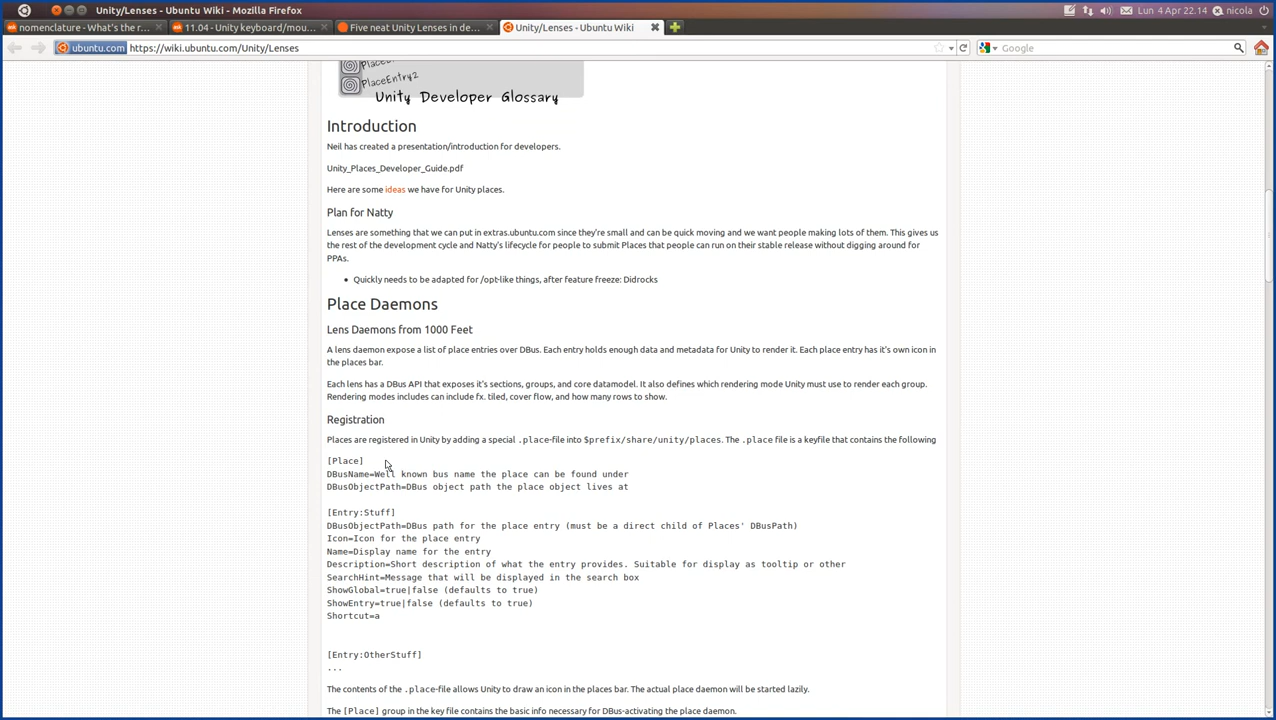 Unity/Lenses - Ubuntu Wiki - Mozilla Firefox
Lun 4 Apr 22.14 nicola
nomenclature - What's the r...
11.04 - Unity keyboard/mou...
Five neat Unity Lenses in de...
Unity/Lenses - Ubuntu Wiki
ubuntu.com https://wiki.ubuntu.com/Unity/Lenses
Google
PlaceEntry2
Unity Developer Glossary
Introduction
Neil has created a presentation/introduction for developers.
Unity_Places_Developer_Guide.pdf
Here are some ideas we have for Unity places.
Plan for Natty
Lenses are something that we can put in extras.ubuntu.com since they're small and can be quick moving and we want people making lots of them. This gives us
the rest of the development cycle and Natty's lifecycle for people to submit Places that people can run on their stable release without digging around for
PPAs.
• Quickly needs to be adapted for /opt-like things, after feature freeze: Didrocks
Place Daemons
Lens Daemons from 1000 Feet
A lens daemon expose a list of place entries over DBus. Each entry holds enough data and metadata for Unity to render it. Each place entry has it's own icon in
the places bar.
Each lens has a DBus API that exposes it's sections, groups, and core datamodel. It also defines which rendering mode Unity must use to render each group.
Rendering modes includes can include fx. tiled, cover flow, and how many rows to show.
Registration
Places are registered in Unity by adding a special .place-file into $prefix/share/unity/places. The .place file is a keyfile that contains the following
[Place]
DBusName=Well known bus name the place can be found under
DBusObjectPath=DBus object path the place object lives at
[Entry:Stuff]
DBusObjectPath=DBus path for the place entry (must be a direct child of Places' DBusPath)
Icon=Icon for the place entry
Name=Display name for the entry
Description=Short description of what the entry provides. Suitable for display as tooltip or other
SearchHint=Message that will be displayed in the search box
ShowGlobal=true|false (defaults to true)
ShowEntry=true|false (defaults to true)
Shortcut=a
[Entry:OtherStuff]
...
The contents of the .place-file allows Unity to draw an icon in the places bar. The actual place daemon will be started lazily.
The [Place] group in the key file contains the basic info necessary for DBus-activating the place daemon.